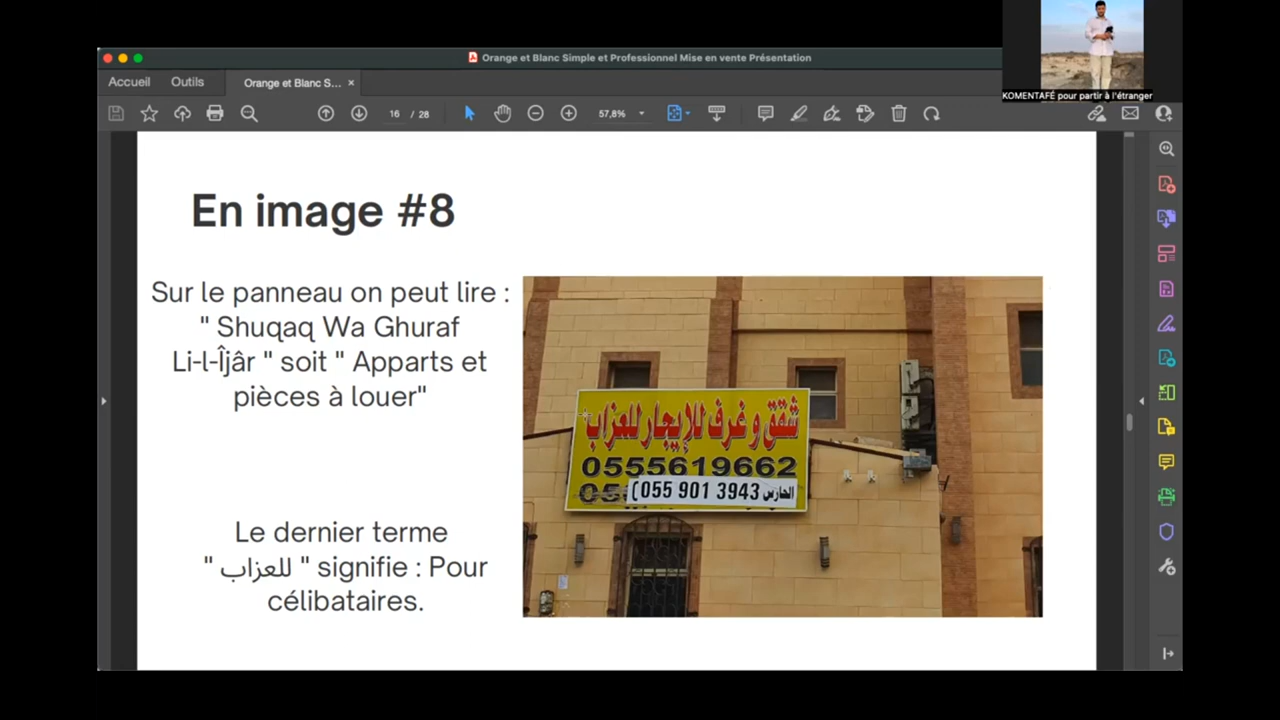 Orange et Blanc Simple et Professionnel Mise en vente Présentation
KOMENTAFÉ pour partir à l'étranger
Accueil Outils Orange et Blanc S... ×
16 / 28 57,8%
En image #8
Sur le panneau on peut lire :
" Shuqaq Wa Ghuraf
Li-l-Îjâr " soit " Apparts et
pièces à louer"
شقق و غرف للإيجار للعزاب
0555619662
الحارس 055 901 3943)
05
Le dernier terme
" للعزاب " signifie : Pour
célibataires.